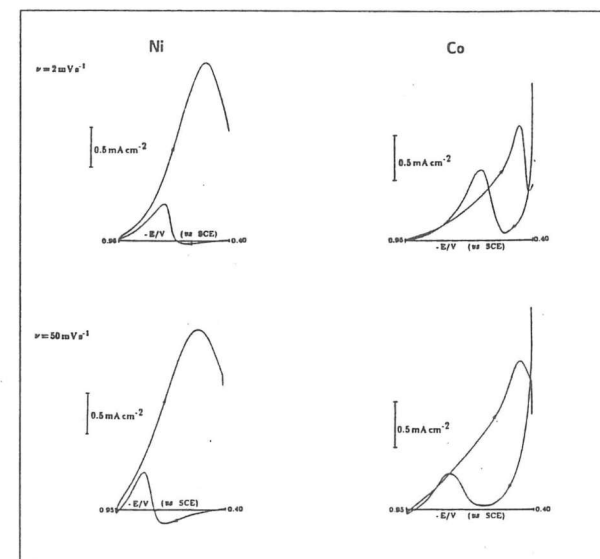 Ni Co
ν = 2 mV s⁻¹
0.5 mA cm⁻² 0.5 mA cm⁻²
0.95 - E/V (vs SCE) 0.40 0.95 - E/V (vs SCE) 0.40
ν = 50 mV s⁻¹
0.5 mA cm⁻² 0.5 mA cm⁻²
0.95 - E/V (vs SCE) 0.40 0.95 - E/V (vs SCE) 0.40